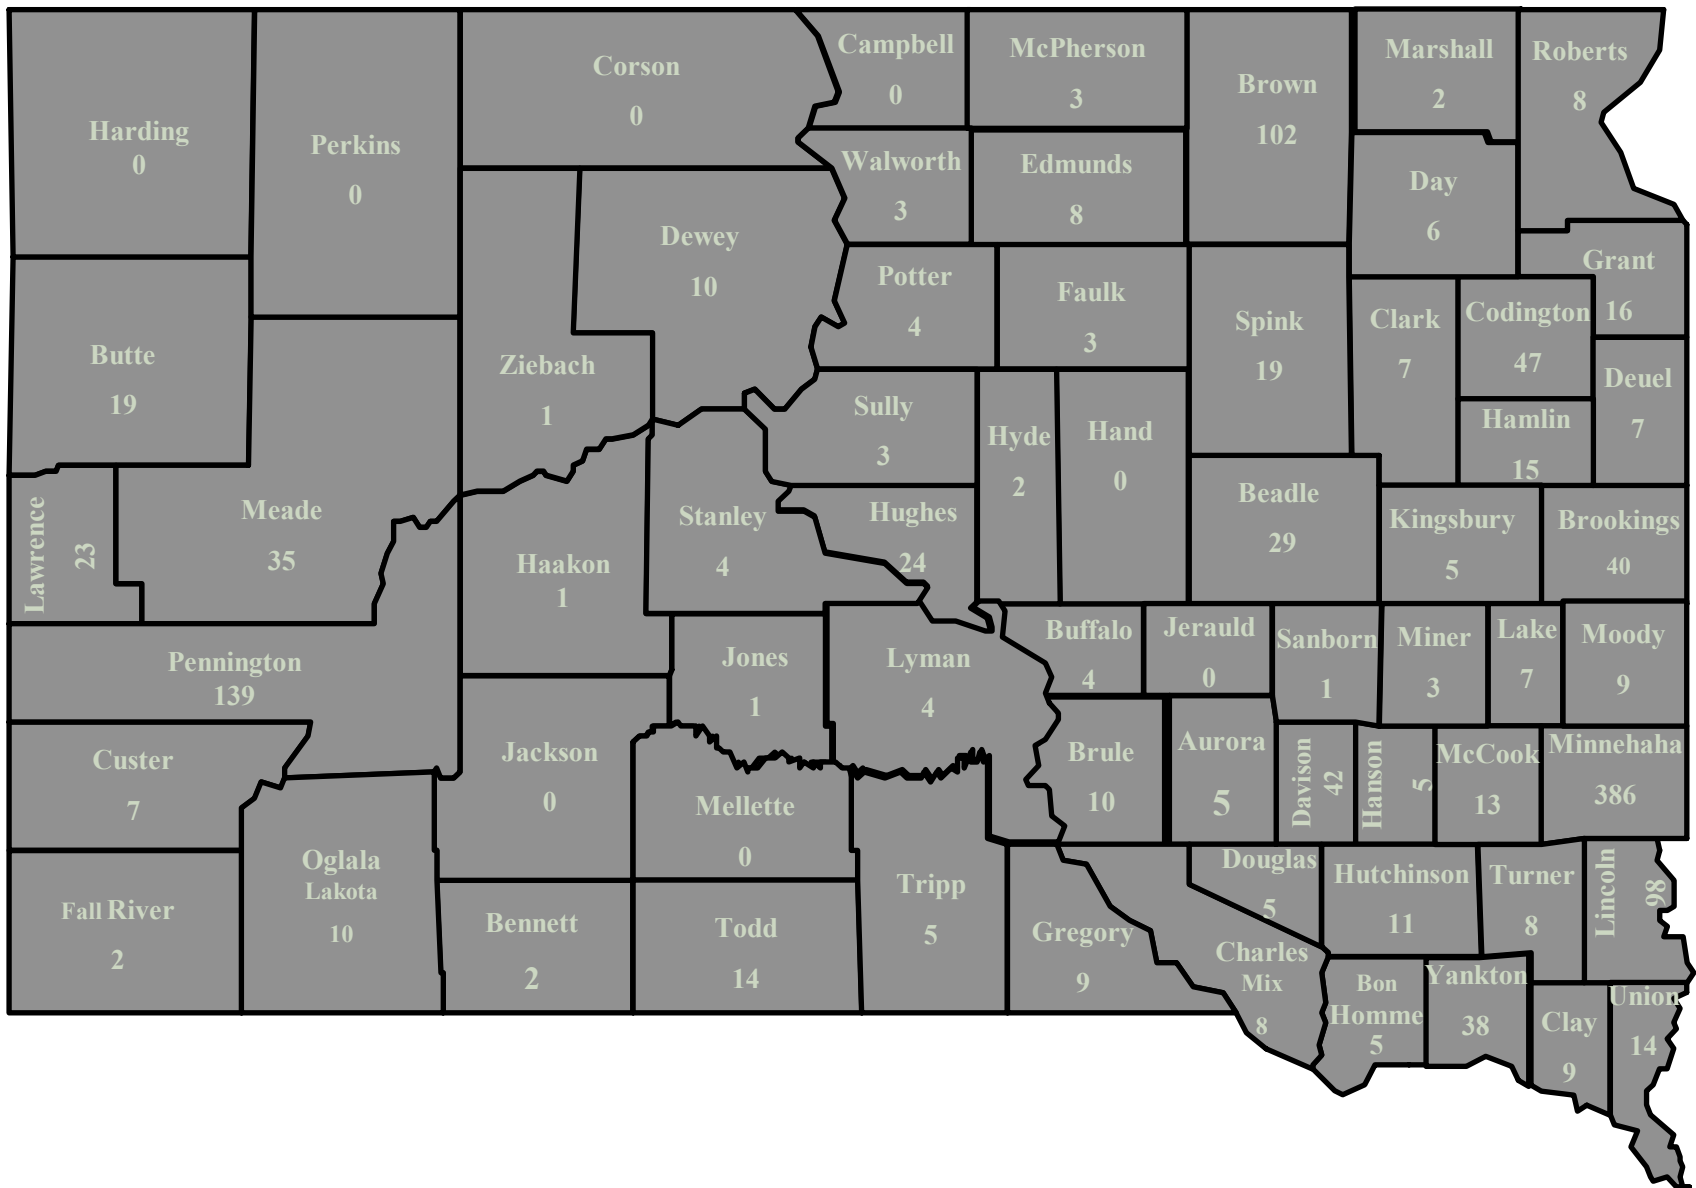 Harding
0
Perkins
0
Corson
0
Campbell
0
McPherson
3
Brown
102
Marshall
2
Roberts
8
Walworth
3
Edmunds
8
Day
6
Dewey
10
Ziebach
1
Potter
4
Faulk
3
Spink
19
Clark
7
Codington
47
Grant
16
Butte
19
Deuel
7
Hamlin
15
Sully
3
Hyde
2
Hand
0
Lawrence
23
Meade
35
Haakon
1
Stanley
4
Hughes
24
Beadle
29
Kingsbury
5
Brookings
40
Pennington
139
Jones
1
Lyman
4
Buffalo
4
Jerauld
0
Sanborn
1
Miner
3
Lake
7
Moody
9
Custer
7
Jackson
0
Mellette
0
Brule
10
Aurora
5
Davison
42
Hanson
5
McCook
13
Minnehaha
386
Fall River
2
Oglala
Lakota
10
Bennett
2
Todd
14
Tripp
5
Gregory
9
Douglas
5
Charles
Mix
8
Hutchinson
11
Turner
8
Lincoln
98
Bon
Homme
5
Yankton
38
Clay
9
Union
14